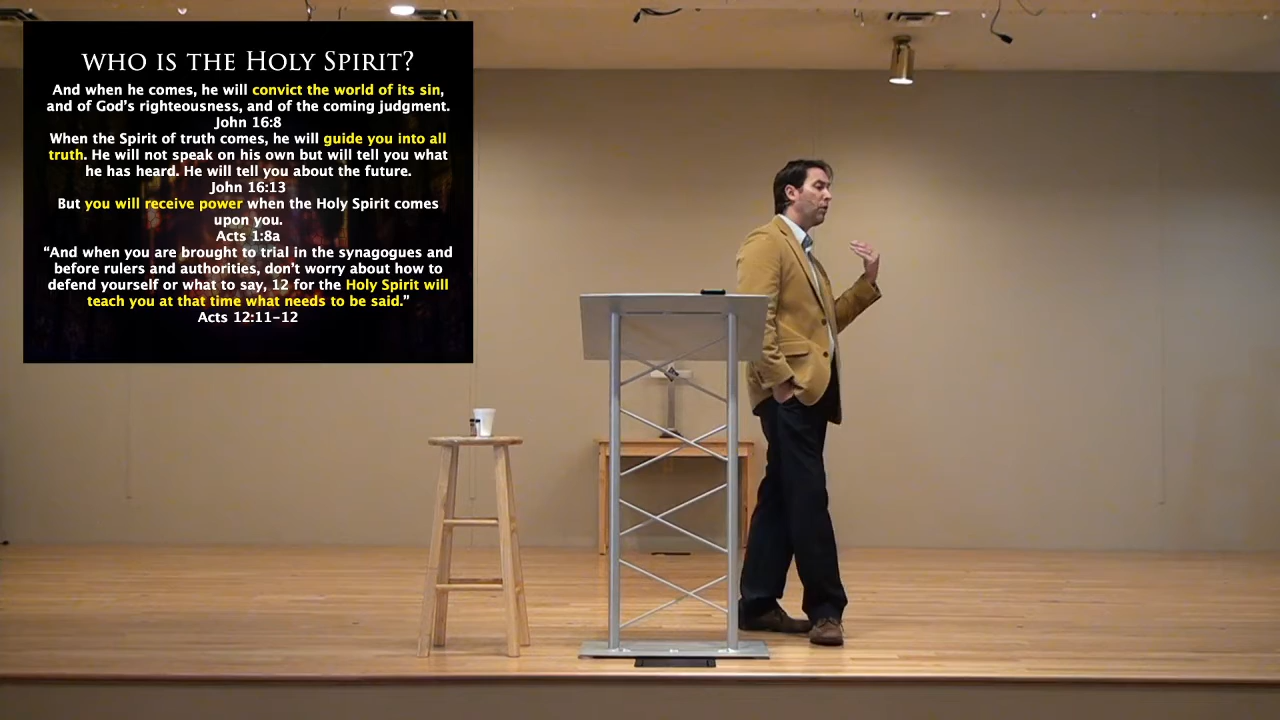 WHO IS THE HOLY SPIRIT?
And when he comes, he will convict the world of its sin,
and of God's righteousness, and of the coming judgment.
John 16:8
When the Spirit of truth comes, he will guide you into all
truth. He will not speak on his own but will tell you what
he has heard. He will tell you about the future.
John 16:13
But you will receive power when the Holy Spirit comes
upon you.
Acts 1:8a
“And when you are brought to trial in the synagogues and
before rulers and authorities, don't worry about how to
defend yourself or what to say, 12 for the Holy Spirit will
teach you at that time what needs to be said.”
Acts 12:11-12